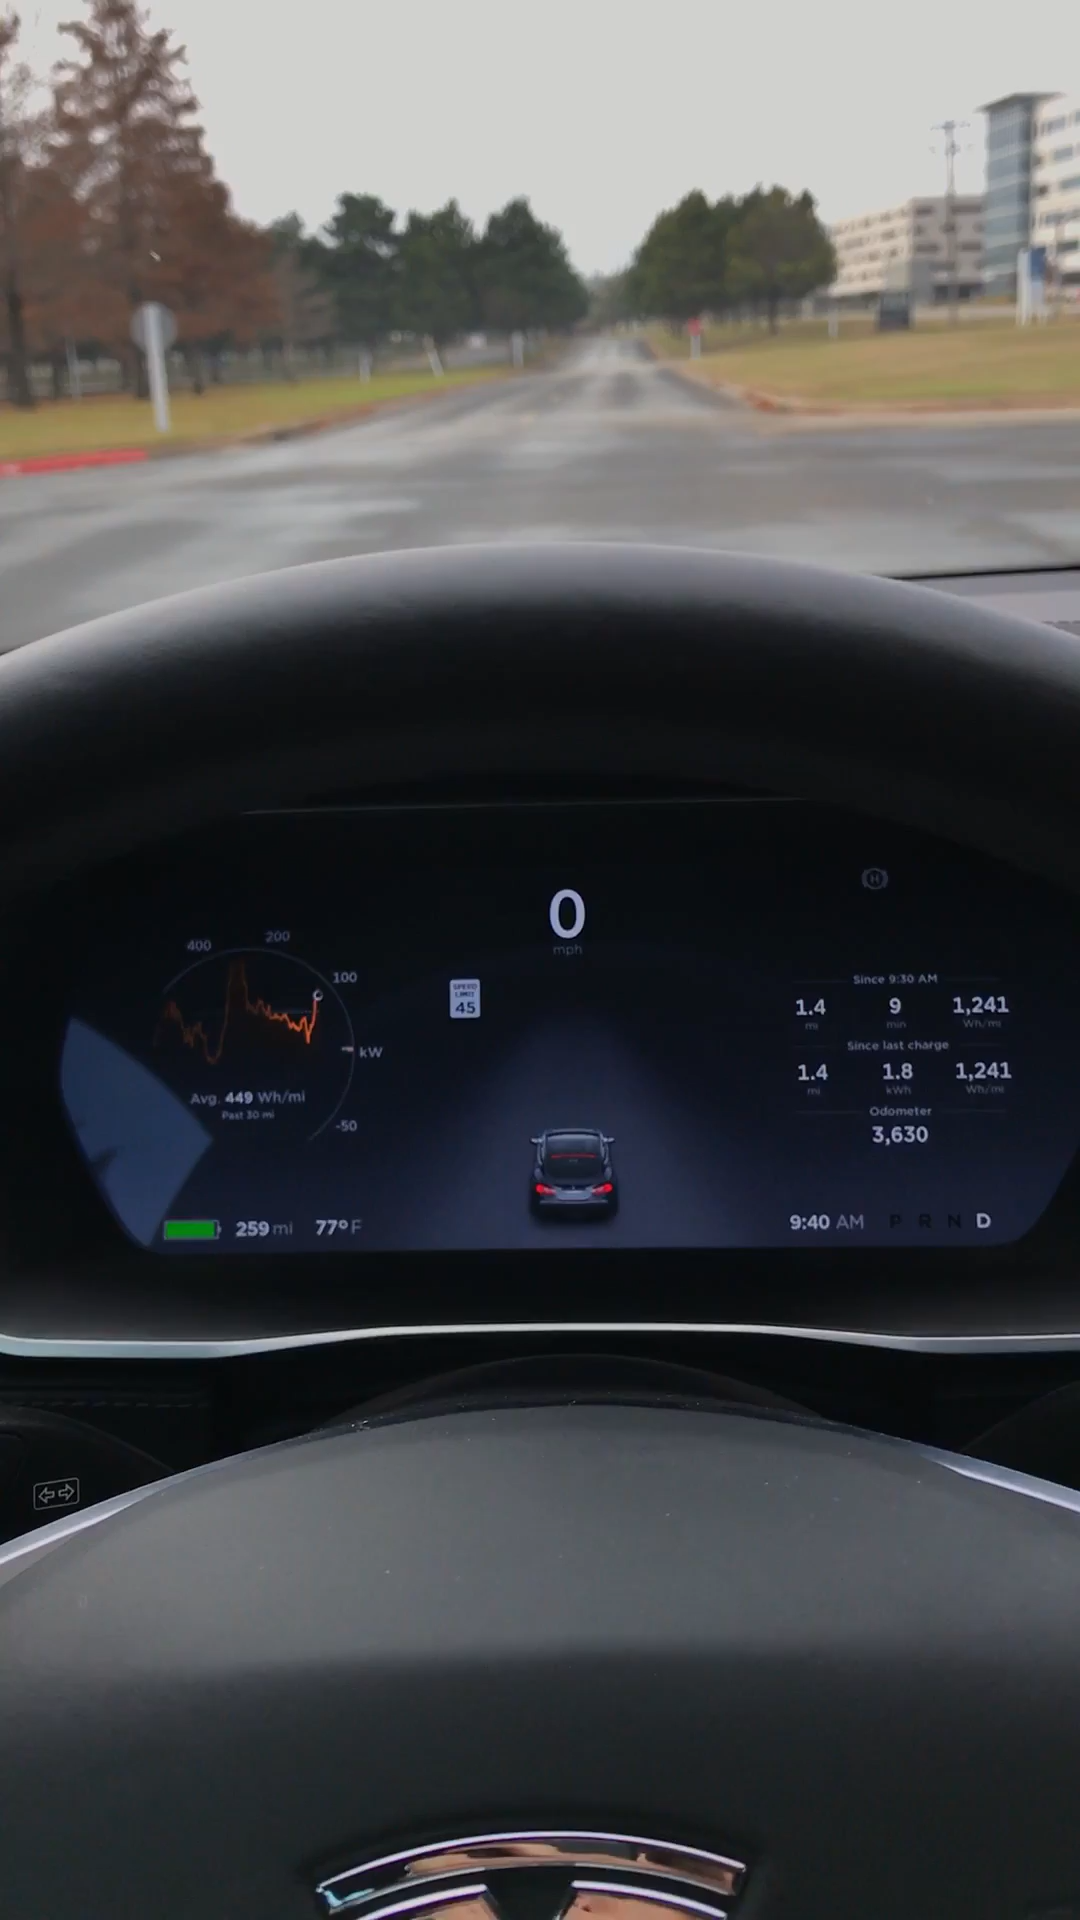 0
mph
H
400 200
100
kW
-50
Avg. 449 Wh/mi
Past 30 mi
SPEED
LIMIT
45
Since 9:30 AM
1.4 9 1,241
mi min Wh/mi
Since last charge
1.4 1.8 1,241
mi kWh Wh/mi
Odometer
3,630
259 mi 77° F
9:40 AM P R N D